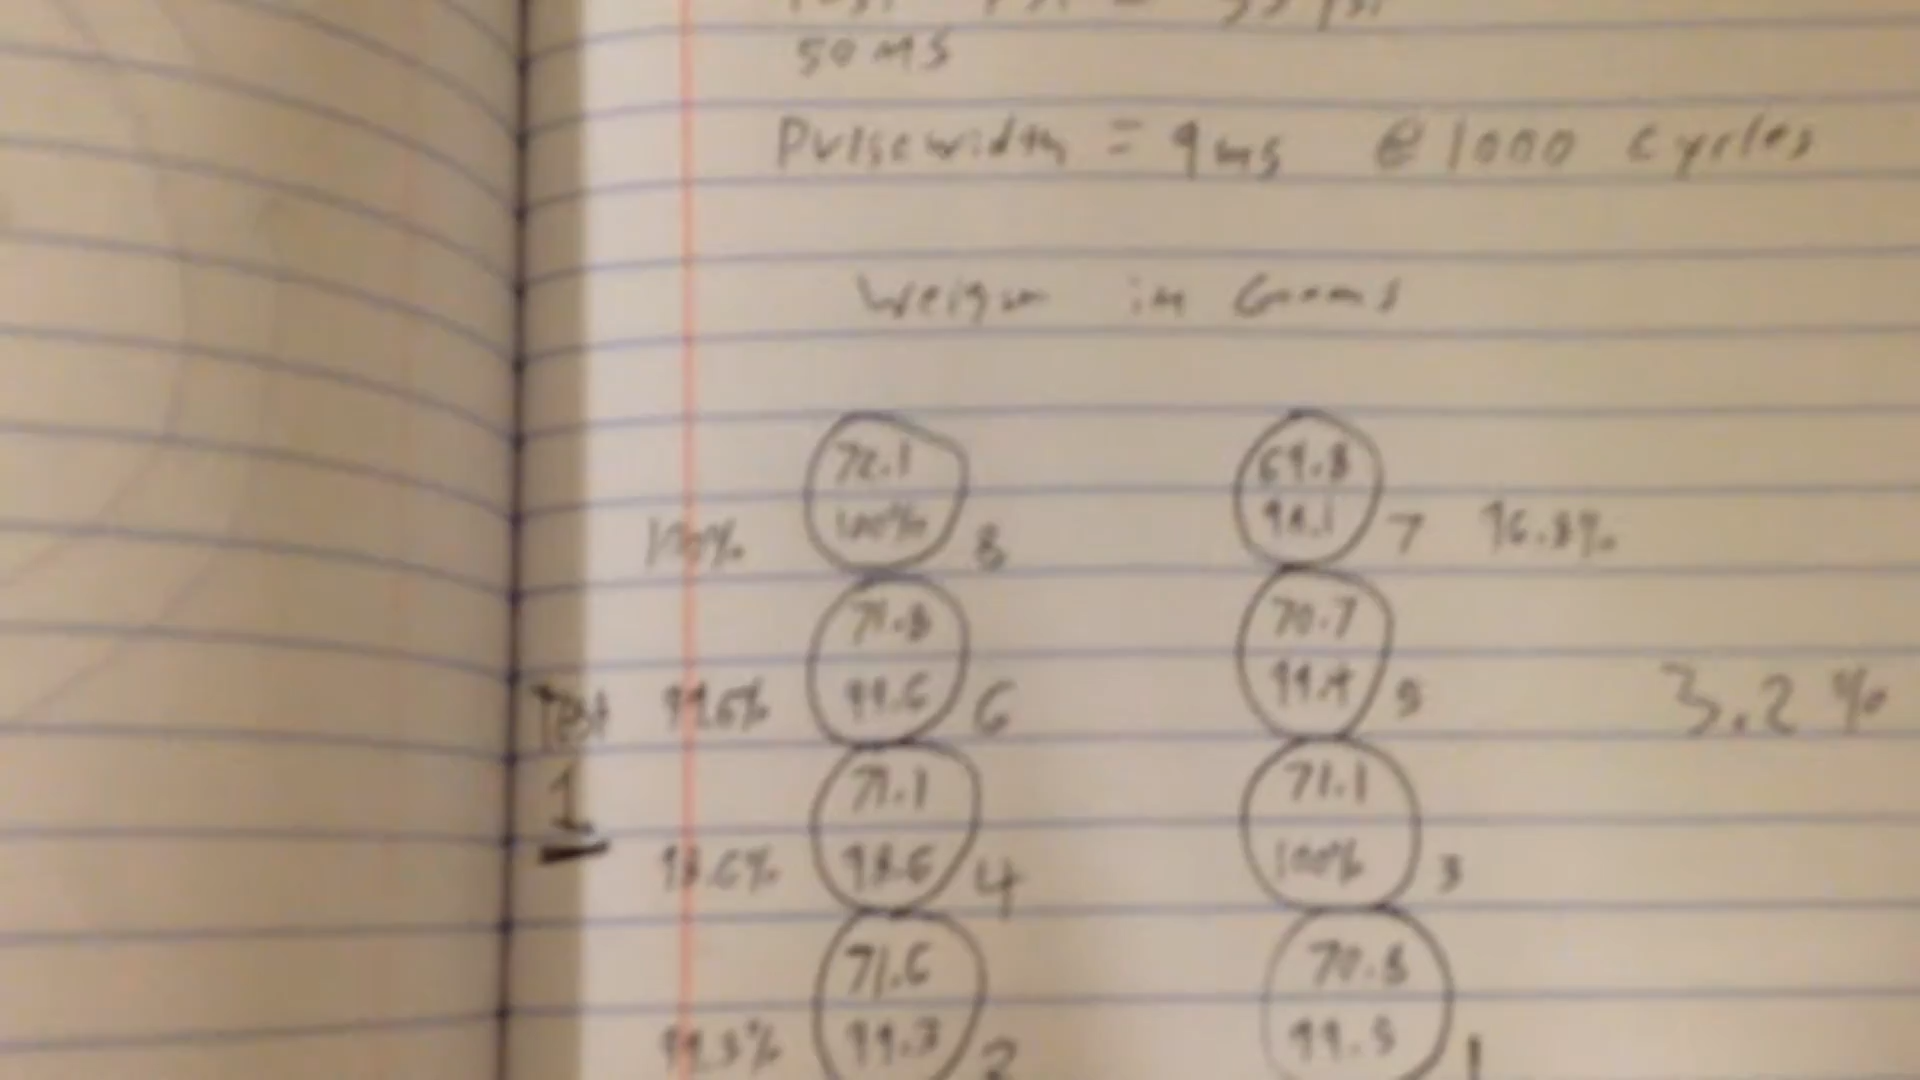 50 MS
Pulsewidth = 9ms @ 1000 cycles
Weight in Grams
72.1 69.8
100% 100% 8 98.1 7 96.8%
71.8 70.7
Test 99.6% 99.6 6 99.4 5 3.2%
71.1 71.1
1
98.6% 98.6 4 100% 3
71.6 70.8
99.3% 99.3 2 99.5 1